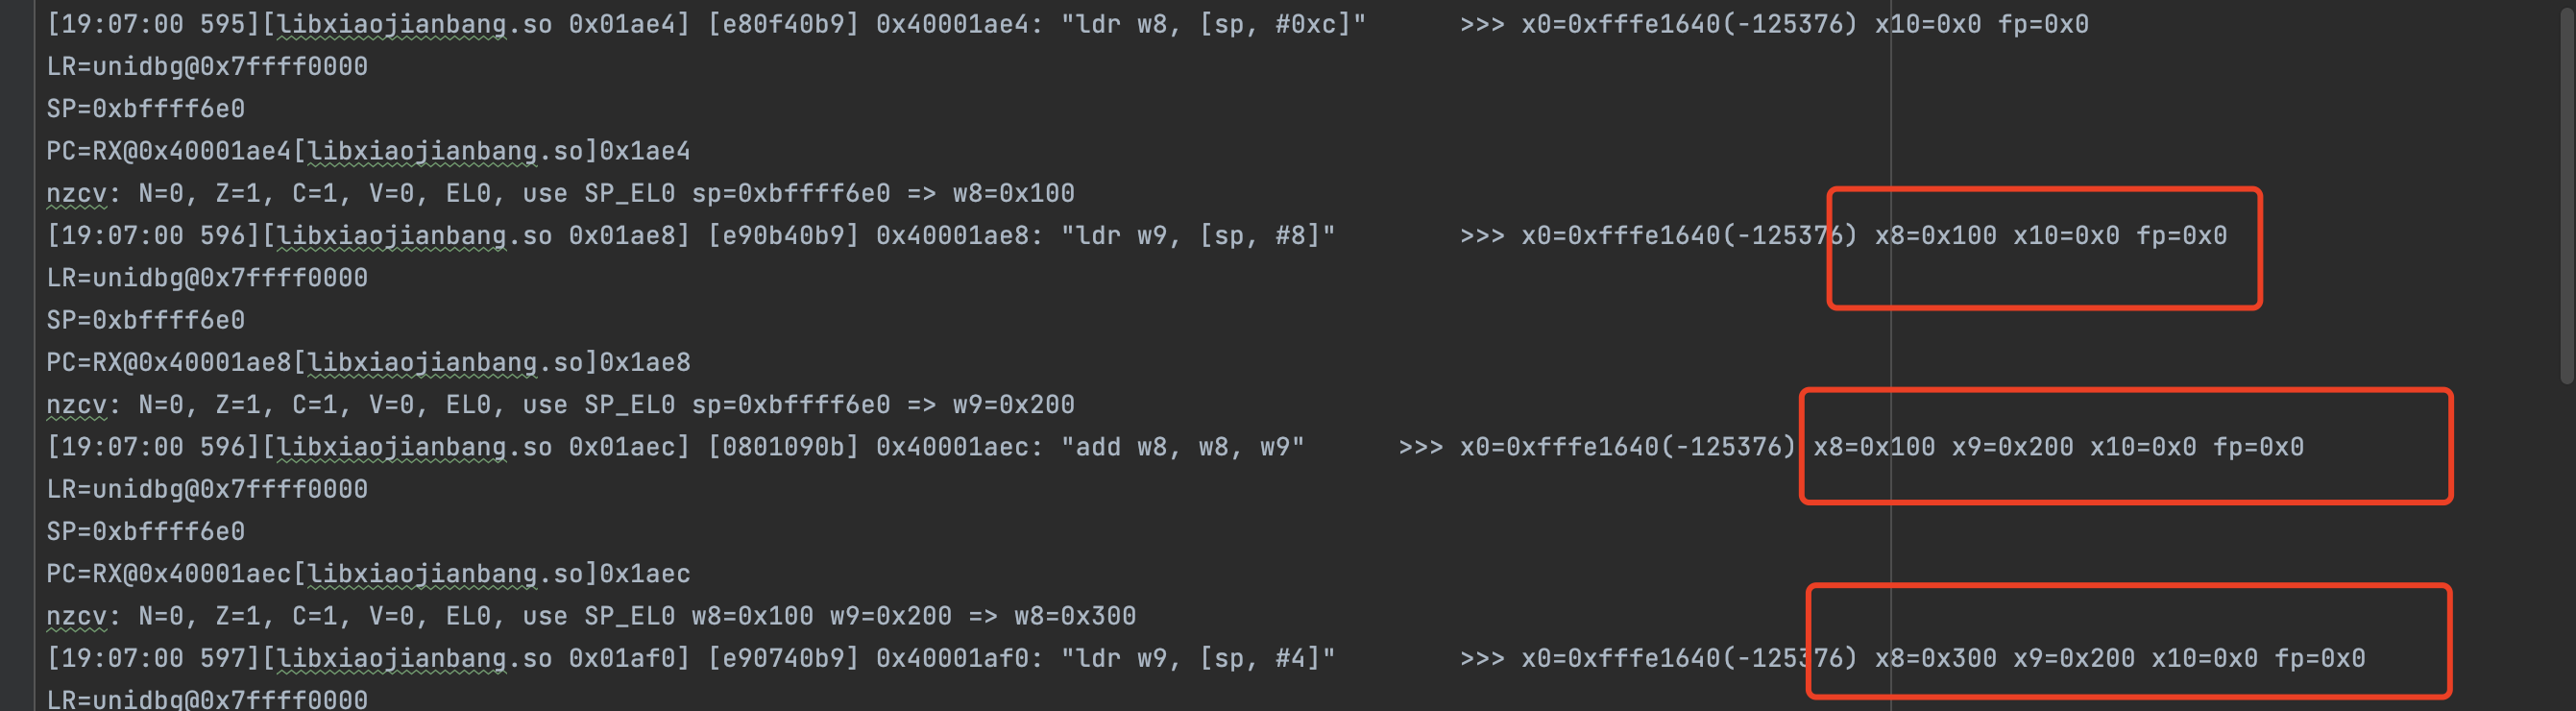 [19:07:00 595][libxiaojianbang.so 0x01ae4] [e80f40b9] 0x40001ae4: "ldr w8, [sp, #0xc]" >>> x0=0xfffe1640(-125376) x10=0x0 fp=0x0
LR=unidbg@0x7ffff0000
SP=0xbffff6e0
PC=RX@0x40001ae4[libxiaojianbang.so]0x1ae4
nzcv: N=0, Z=1, C=1, V=0, EL0, use SP_EL0 sp=0xbffff6e0 => w8=0x100
[19:07:00 596][libxiaojianbang.so 0x01ae8] [e90b40b9] 0x40001ae8: "ldr w9, [sp, #8]" >>> x0=0xfffe1640(-125376) x8=0x100 x10=0x0 fp=0x0
LR=unidbg@0x7ffff0000
SP=0xbffff6e0
PC=RX@0x40001ae8[libxiaojianbang.so]0x1ae8
nzcv: N=0, Z=1, C=1, V=0, EL0, use SP_EL0 sp=0xbffff6e0 => w9=0x200
[19:07:00 596][libxiaojianbang.so 0x01aec] [0801090b] 0x40001aec: "add w8, w8, w9" >>> x0=0xfffe1640(-125376) x8=0x100 x9=0x200 x10=0x0 fp=0x0
LR=unidbg@0x7ffff0000
SP=0xbffff6e0
PC=RX@0x40001aec[libxiaojianbang.so]0x1aec
nzcv: N=0, Z=1, C=1, V=0, EL0, use SP_EL0 w8=0x100 w9=0x200 => w8=0x300
[19:07:00 597][libxiaojianbang.so 0x01af0] [e90740b9] 0x40001af0: "ldr w9, [sp, #4]" >>> x0=0xfffe1640(-125376) x8=0x300 x9=0x200 x10=0x0 fp=0x0
LR=unidbg@0x7ffff0000